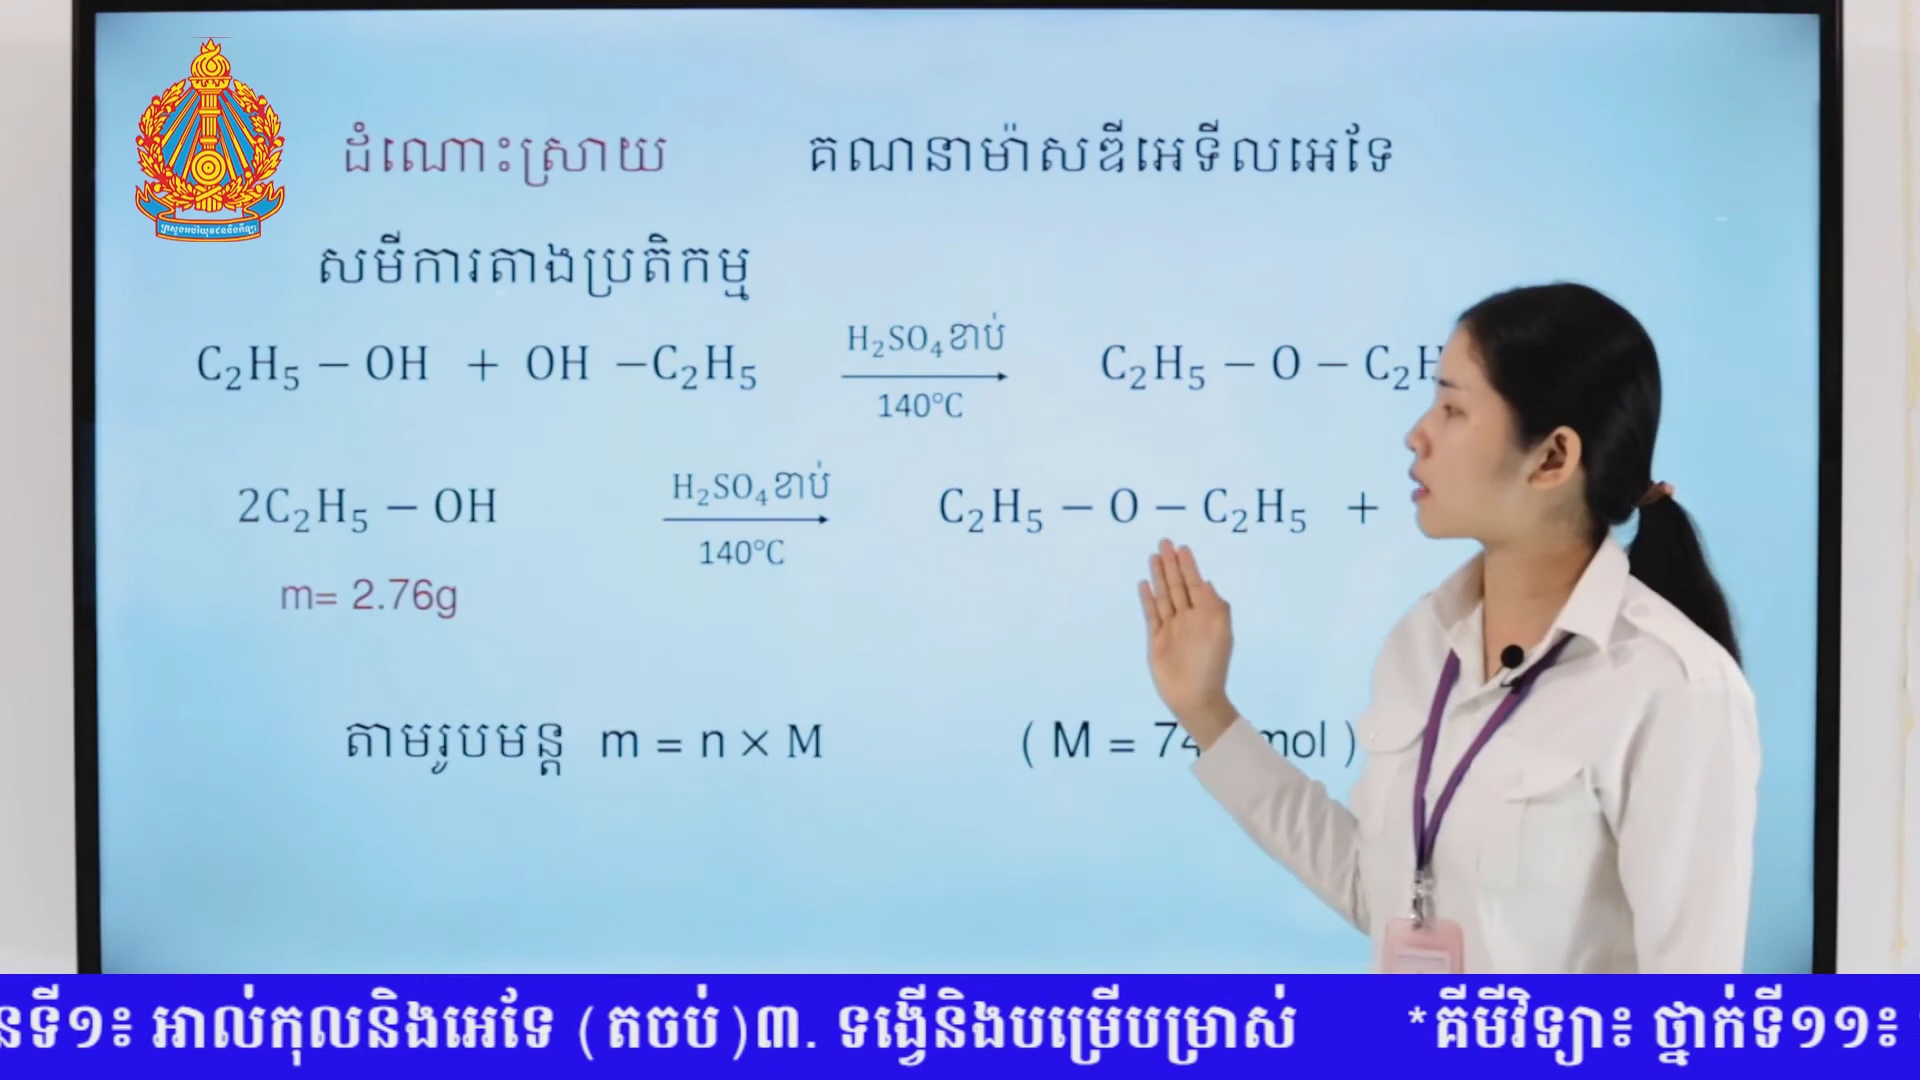 ដំណោះស្រាយ គណនាម៉ាសឌីអេទីលអេទែ
សមីការតាងប្រតិកម្ម
C₂H₅ – OH + OH –C₂H₅ H₂SO₄ខាប់ 140°C C₂H₅ – O – C₂H
2C₂H₅ – OH H₂SO₄ខាប់ 140°C C₂H₅ – O – C₂H₅ +
m= 2.76g
តាមរូបមន្ត m = n × M ( M = 74 mol )
នទី១៖ អាល់កុលនិងអេទែ (តចប់)៣. ទង្វើនិងបម្រើបម្រាស់ *គីមីវិទ្យា៖ ថ្នាក់ទី១១៖